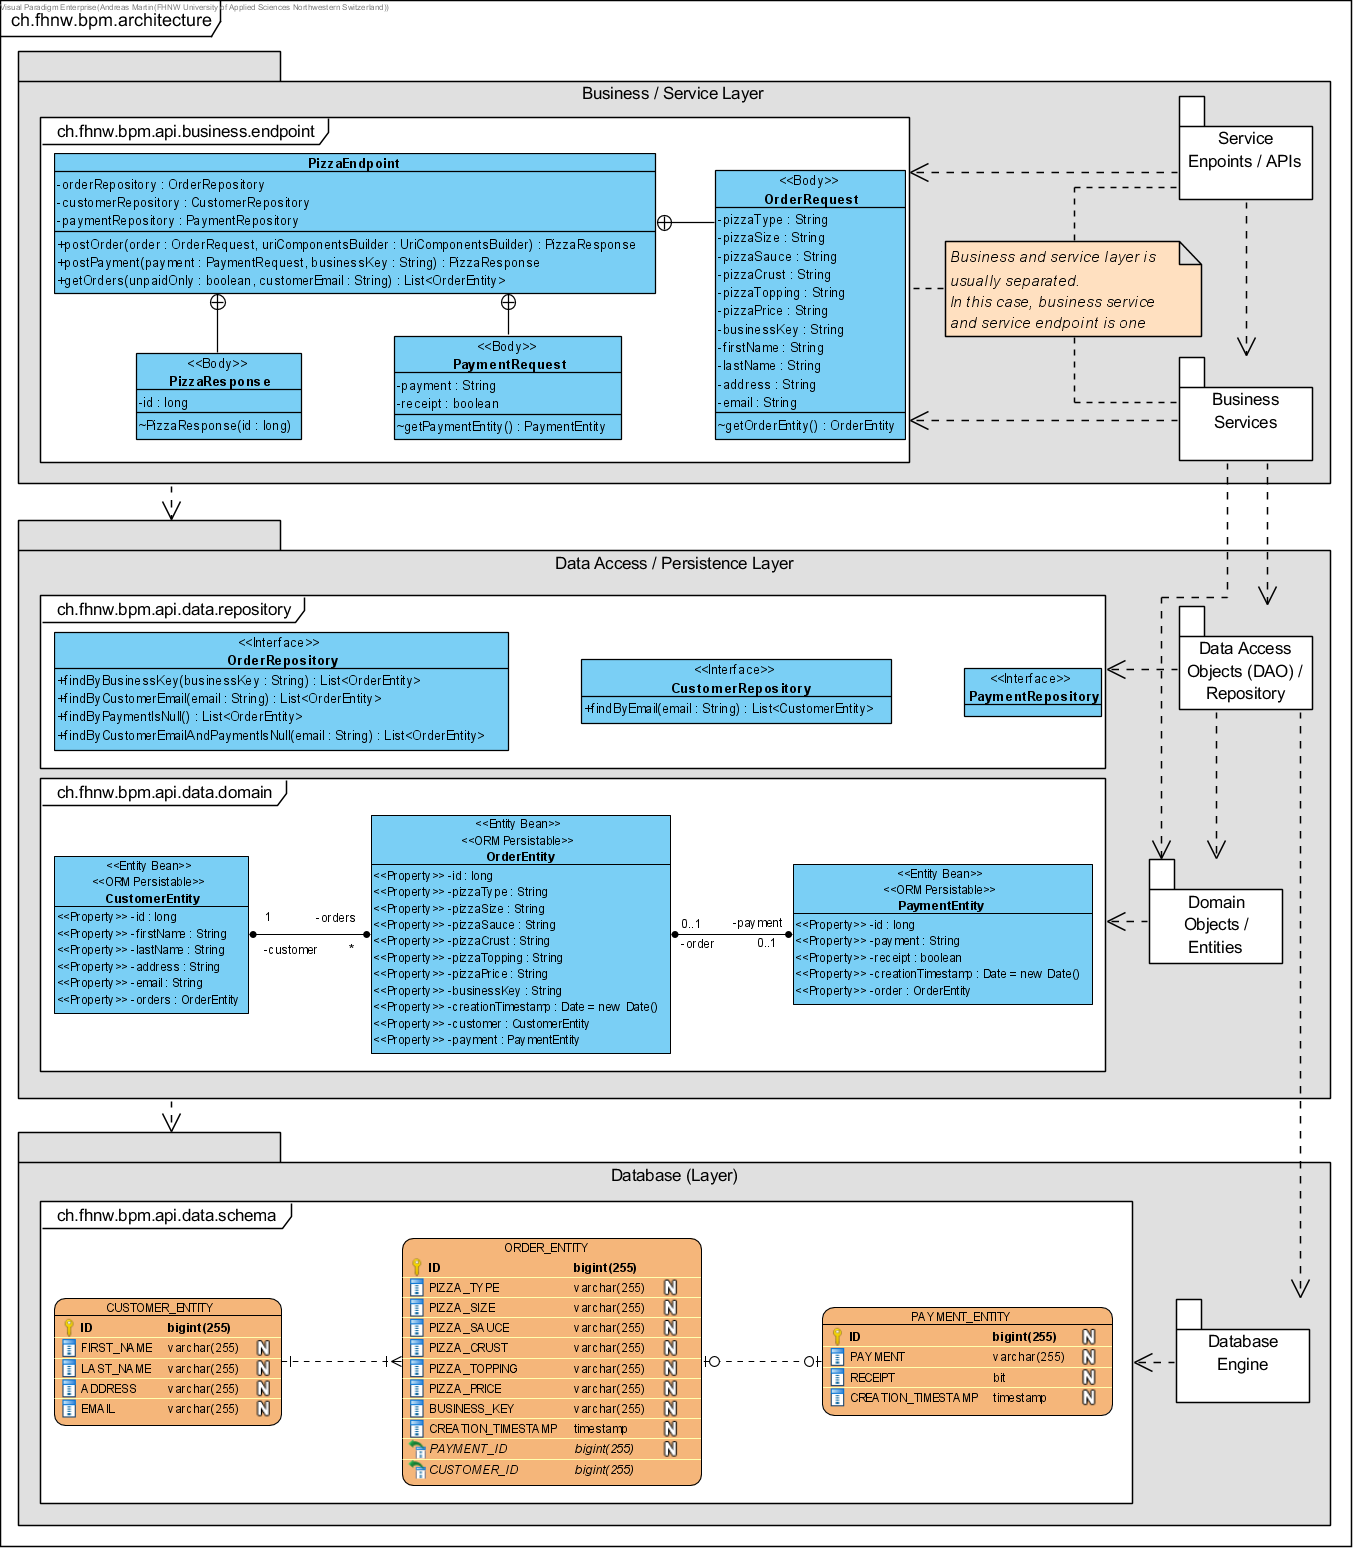 Visual Paradigm Enterprise(Andreas Martin(FHNW University of Applied Sciences Northwestern Switzerland))
ch.fhnw.bpm.architecture
Business / Service Layer
ch.fhnw.bpm.api.business.endpoint
PizzaEndpoint
-orderRepository : OrderRepository
-customerRepository : CustomerRepository
-paymentRepository : PaymentRepository
+postOrder(order : OrderRequest, uriComponentsBuilder : UriComponentsBuilder) : PizzaResponse
+postPayment(payment : PaymentRequest, businessKey : String) : PizzaResponse
+getOrders(unpaidOnly : boolean, customerEmail : String) : List<OrderEntity>
<<Body>>
PizzaResponse
-id : long
~PizzaResponse(id : long)
<<Body>>
PaymentRequest
-payment : String
-receipt : boolean
~getPaymentEntity() : PaymentEntity
<<Body>>
OrderRequest
-pizzaType : String
-pizzaSize : String
-pizzaSauce : String
-pizzaCrust : String
-pizzaTopping : String
-pizzaPrice : String
-businessKey : String
-firstName : String
-lastName : String
-address : String
-email : String
~getOrderEntity() : OrderEntity
Service
Enpoints / APIs
Business and service layer is
usually separated.
In this case, business service
and service endpoint is one
Business
Services
Data Access / Persistence Layer
ch.fhnw.bpm.api.data.repository
<<Interface>>
OrderRepository
+findByBusinessKey(businessKey : String) : List<OrderEntity>
+findByCustomerEmail(email : String) : List<OrderEntity>
+findByPaymentIsNull() : List<OrderEntity>
+findByCustomerEmailAndPaymentIsNull(email : String) : List<OrderEntity>
<<Interface>>
CustomerRepository
+findByEmail(email : String) : List<CustomerEntity>
<<Interface>>
PaymentRepository
Data Access
Objects (DAO) /
Repository
ch.fhnw.bpm.api.data.domain
<<Entity Bean>>
<<ORM Persistable>>
CustomerEntity
<<Property>> -id : long
<<Property>> -firstName : String
<<Property>> -lastName : String
<<Property>> -address : String
<<Property>> -email : String
<<Property>> -orders : OrderEntity
1
-orders
-customer
*
<<Entity Bean>>
<<ORM Persistable>>
OrderEntity
<<Property>> -id : long
<<Property>> -pizzaType : String
<<Property>> -pizzaSize : String
<<Property>> -pizzaSauce : String
<<Property>> -pizzaCrust : String
<<Property>> -pizzaTopping : String
<<Property>> -pizzaPrice : String
<<Property>> -businessKey : String
<<Property>> -creationTimestamp : Date = new Date()
<<Property>> -customer : CustomerEntity
<<Property>> -payment : PaymentEntity
0..1
-payment
-order
0..1
<<Entity Bean>>
<<ORM Persistable>>
PaymentEntity
<<Property>> -id : long
<<Property>> -payment : String
<<Property>> -receipt : boolean
<<Property>> -creationTimestamp : Date = new Date()
<<Property>> -order : OrderEntity
Domain
Objects /
Entities
Database (Layer)
ch.fhnw.bpm.api.data.schema
CUSTOMER_ENTITY
ID bigint(255)
FIRST_NAME varchar(255) N
LAST_NAME varchar(255) N
ADDRESS varchar(255) N
EMAIL varchar(255) N
ORDER_ENTITY
ID bigint(255)
PIZZA_TYPE varchar(255) N
PIZZA_SIZE varchar(255) N
PIZZA_SAUCE varchar(255) N
PIZZA_CRUST varchar(255) N
PIZZA_TOPPING varchar(255) N
PIZZA_PRICE varchar(255) N
BUSINESS_KEY varchar(255) N
CREATION_TIMESTAMP timestamp N
PAYMENT_ID bigint(255) N
CUSTOMER_ID bigint(255)
PAYMENT_ENTITY
ID bigint(255) N
PAYMENT varchar(255) N
RECEIPT bit N
CREATION_TIMESTAMP timestamp N
Database
Engine